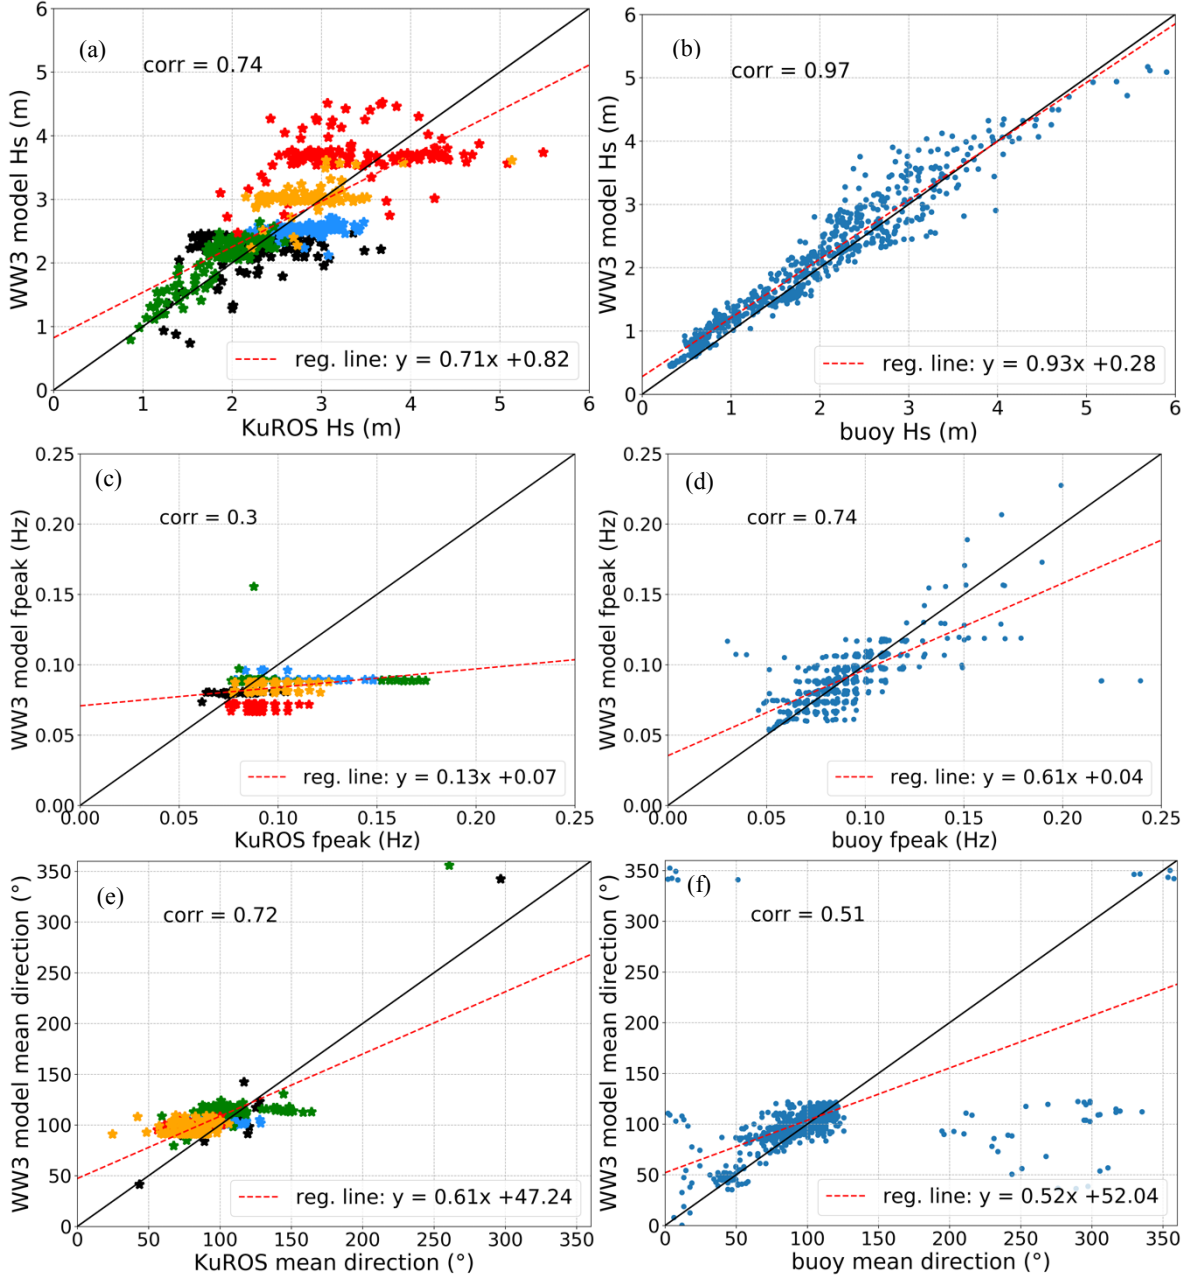 (a)
corr = 0.74
WW3 model Hs (m)
6
5
4
3
2
1
0
reg. line: y = 0.71x +0.82
0 1 2 3 4 5 6
KuROS Hs (m)
(b)
corr = 0.97
WW3 model Hs (m)
6
5
4
3
2
1
0
reg. line: y = 0.93x +0.28
0 1 2 3 4 5 6
buoy Hs (m)
(c)
corr = 0.3
WW3 model fpeak (Hz)
0.25
0.20
0.15
0.10
0.05
0.00
reg. line: y = 0.13x +0.07
0.00 0.05 0.10 0.15 0.20 0.25
KuROS fpeak (Hz)
(d)
corr = 0.74
WW3 model fpeak (Hz)
0.25
0.20
0.15
0.10
0.05
0.00
reg. line: y = 0.61x +0.04
0.00 0.05 0.10 0.15 0.20 0.25
buoy fpeak (Hz)
(e)
corr = 0.72
WW3 model mean direction (°)
350
300
250
200
150
100
50
0
reg. line: y = 0.61x +47.24
0 50 100 150 200 250 300 350
KuROS mean direction (°)
(f)
corr = 0.51
WW3 model mean direction (°)
350
300
250
200
150
100
50
0
reg. line: y = 0.52x +52.04
0 50 100 150 200 250 300 350
buoy mean direction (°)